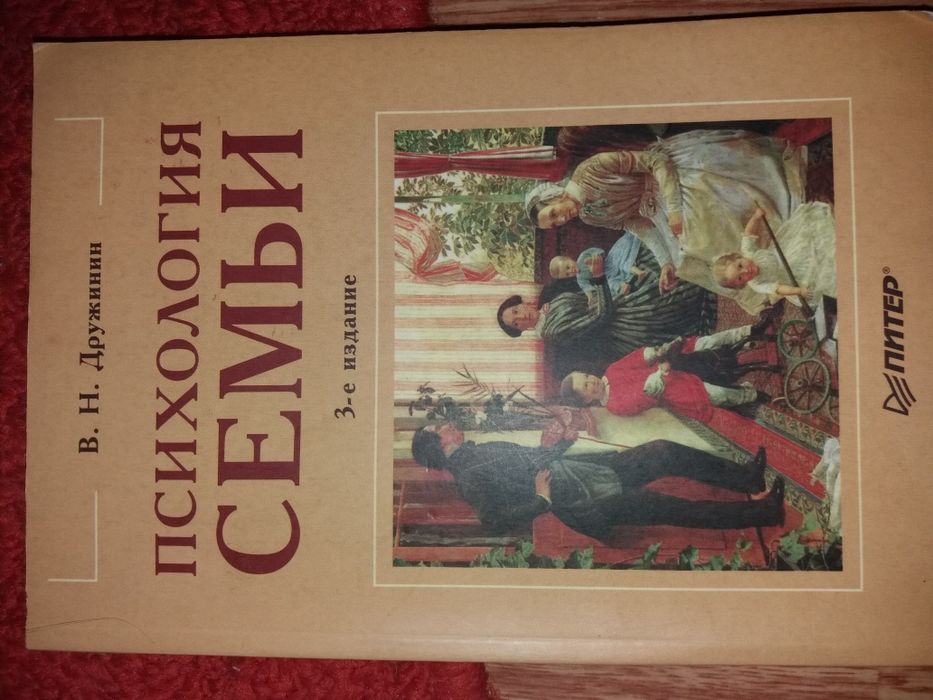 В. Н. Дружинин
ПСИХОЛОГИЯ
СЕМЬИ
3-е издание
ПИТЕР®